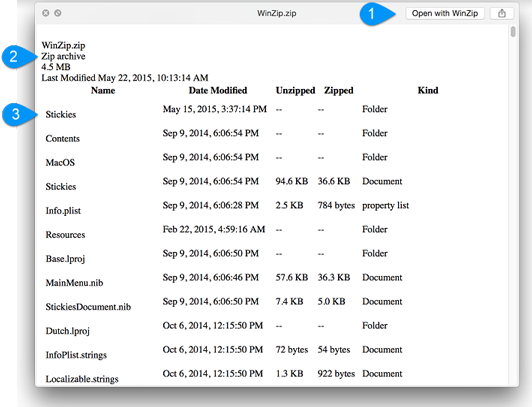 WinZip.zip
1
Open with WinZip
WinZip.zip
2
Zip archive
4.5 MB
Last Modified May 22, 2015, 10:13:14 AM
Name Date Modified Unzipped Zipped Kind
3
Stickies May 15, 2015, 3:37:14 PM -- -- Folder
Contents Sep 9, 2014, 6:06:54 PM -- -- Folder
MacOS Sep 9, 2014, 6:06:54 PM -- -- Folder
Stickies Sep 9, 2014, 6:06:54 PM 94.6 KB 36.6 KB Document
Info.plist Sep 9, 2014, 6:06:28 PM 2.5 KB 784 bytes property list
Resources Feb 22, 2015, 4:59:16 AM -- -- Folder
Base.lproj Sep 9, 2014, 6:06:50 PM -- -- Folder
MainMenu.nib Sep 9, 2014, 6:06:46 PM 57.6 KB 36.3 KB Document
StickiesDocument.nib Sep 9, 2014, 6:06:50 PM 7.4 KB 5.0 KB Document
Dutch.lproj Oct 6, 2014, 12:15:50 PM -- -- Folder
InfoPlist.strings Oct 6, 2014, 12:15:50 PM 72 bytes 54 bytes Document
Localizable.strings Oct 6, 2014, 12:15:50 PM 1.3 KB 922 bytes Document